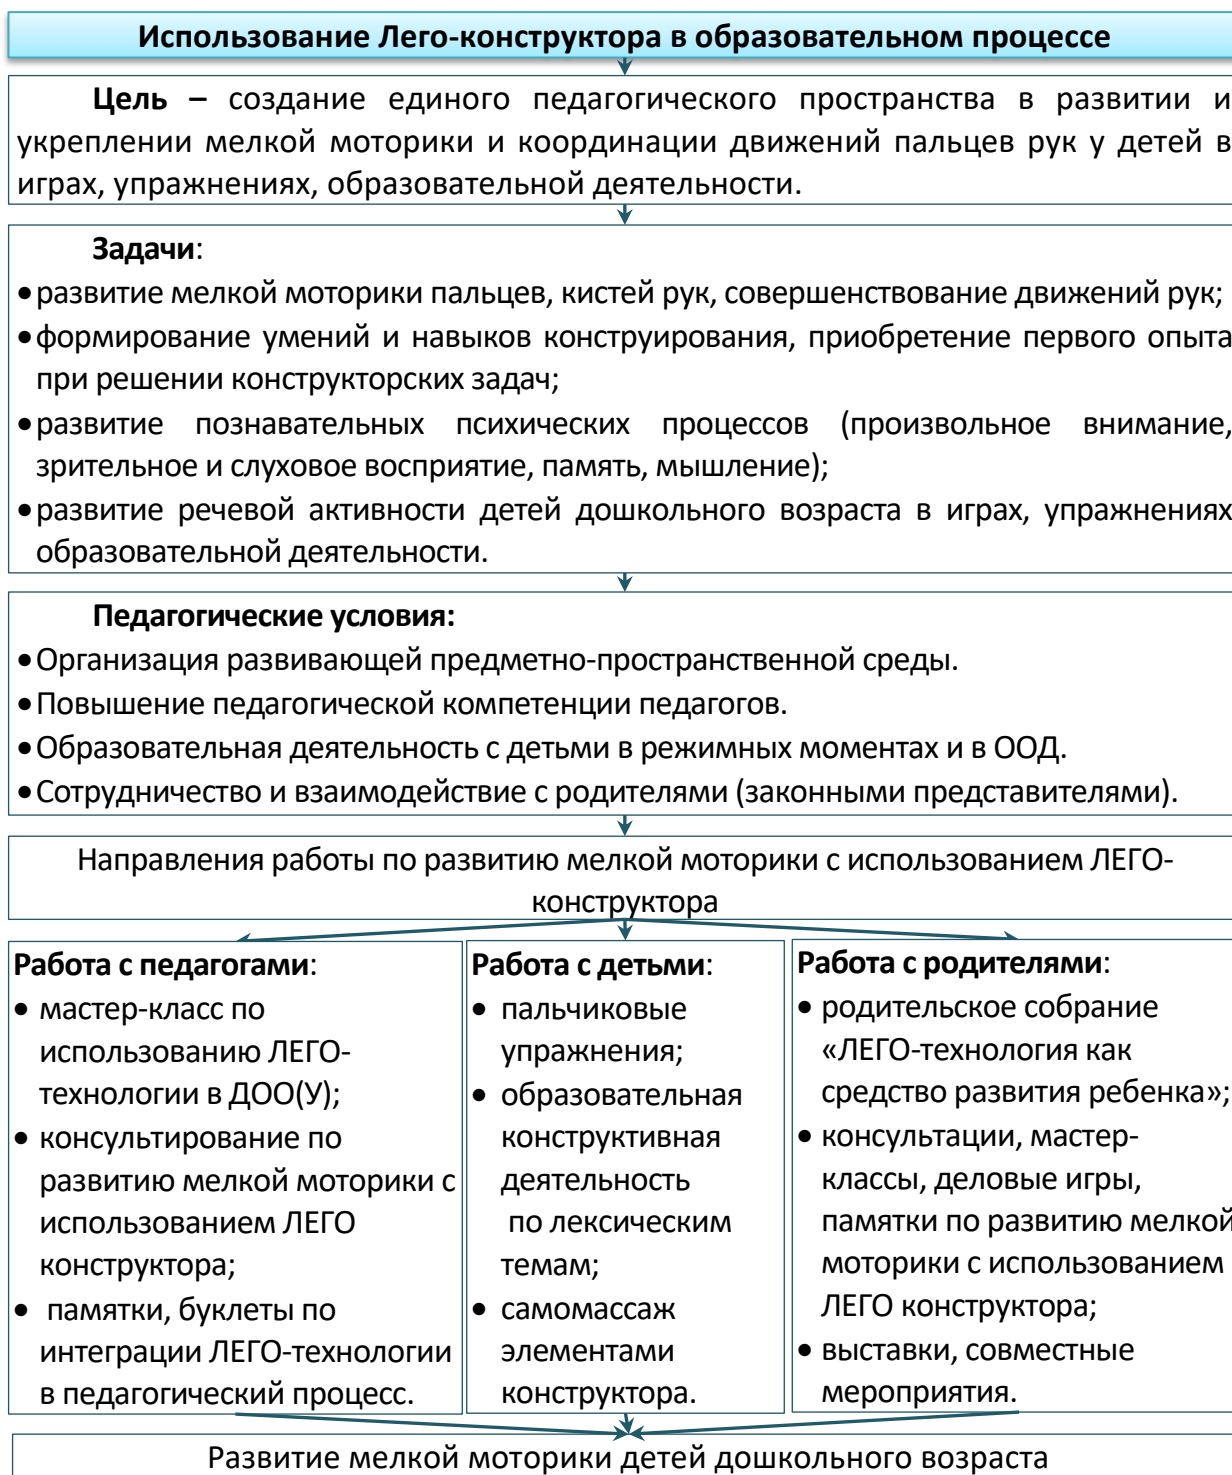 Использование Лего-конструктора в образовательном процессе
Цель – создание единого педагогического пространства в развитии и
укреплении мелкой моторики и координации движений пальцев рук у детей в
играх, упражнениях, образовательной деятельности.
Задачи:
•развитие мелкой моторики пальцев, кистей рук, совершенствование движений рук;
•формирование умений и навыков конструирования, приобретение первого опыта
при решении конструкторских задач;
•развитие познавательных психических процессов (произвольное внимание,
зрительное и слуховое восприятие, память, мышление);
•развитие речевой активности детей дошкольного возраста в играх, упражнениях
образовательной деятельности.
Педагогические условия:
•Организация развивающей предметно-пространственной среды.
•Повышение педагогической компетенции педагогов.
•Образовательная деятельность с детьми в режимных моментах и в ООД.
•Сотрудничество и взаимодействие с родителями (законными представителями).
Направления работы по развитию мелкой моторики с использованием ЛЕГО-
конструктора
Работа с педагогами:
• мастер-класс по
использованию ЛЕГО-
технологии в ДОО(У);
• консультирование по
развитию мелкой моторики с
использованием ЛЕГО
конструктора;
• памятки, буклеты по
интеграции ЛЕГО-технологии
в педагогический процесс.
Работа с детьми:
• пальчиковые
упражнения;
• образовательная
конструктивная
деятельность
по лексическим
темам;
• самомассаж
элементами
конструктора.
Работа с родителями:
• родительское собрание
«ЛЕГО-технология как
средство развития ребенка»;
• консультации, мастер-
классы, деловые игры,
памятки по развитию мелкой
моторики с использованием
ЛЕГО конструктора;
• выставки, совместные
мероприятия.
Развитие мелкой моторики детей дошкольного возраста